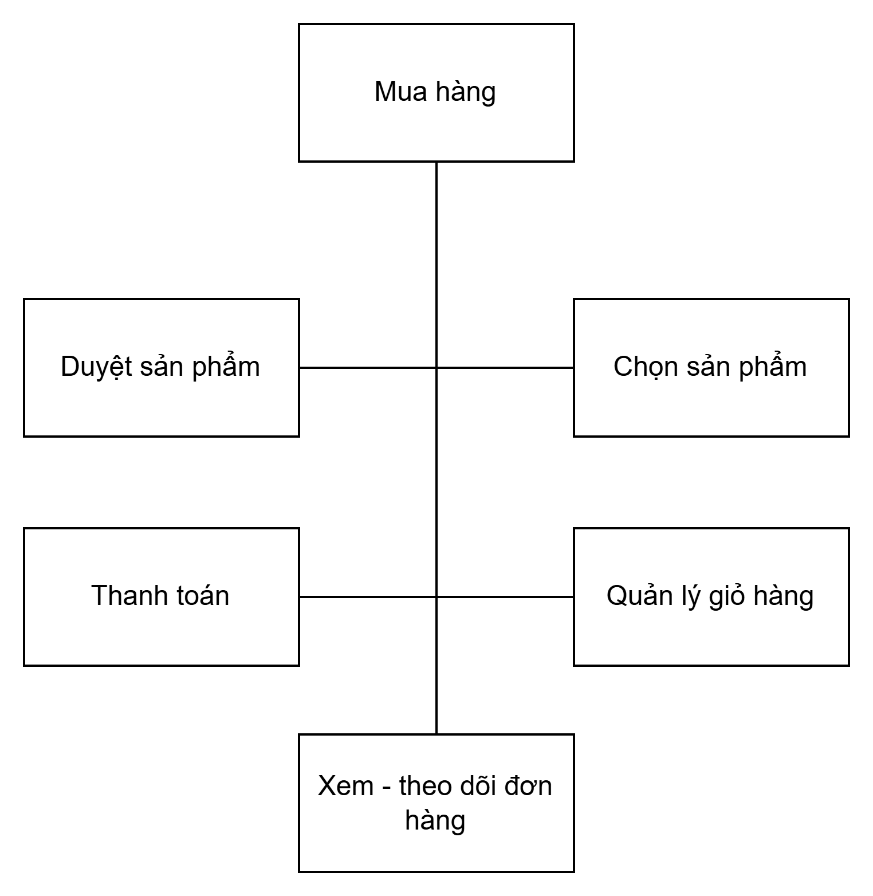 Mua hàng
Duyệt sản phẩm
Chọn sản phẩm
Thanh toán
Quản lý giỏ hàng
Xem - theo dõi đơn
hàng